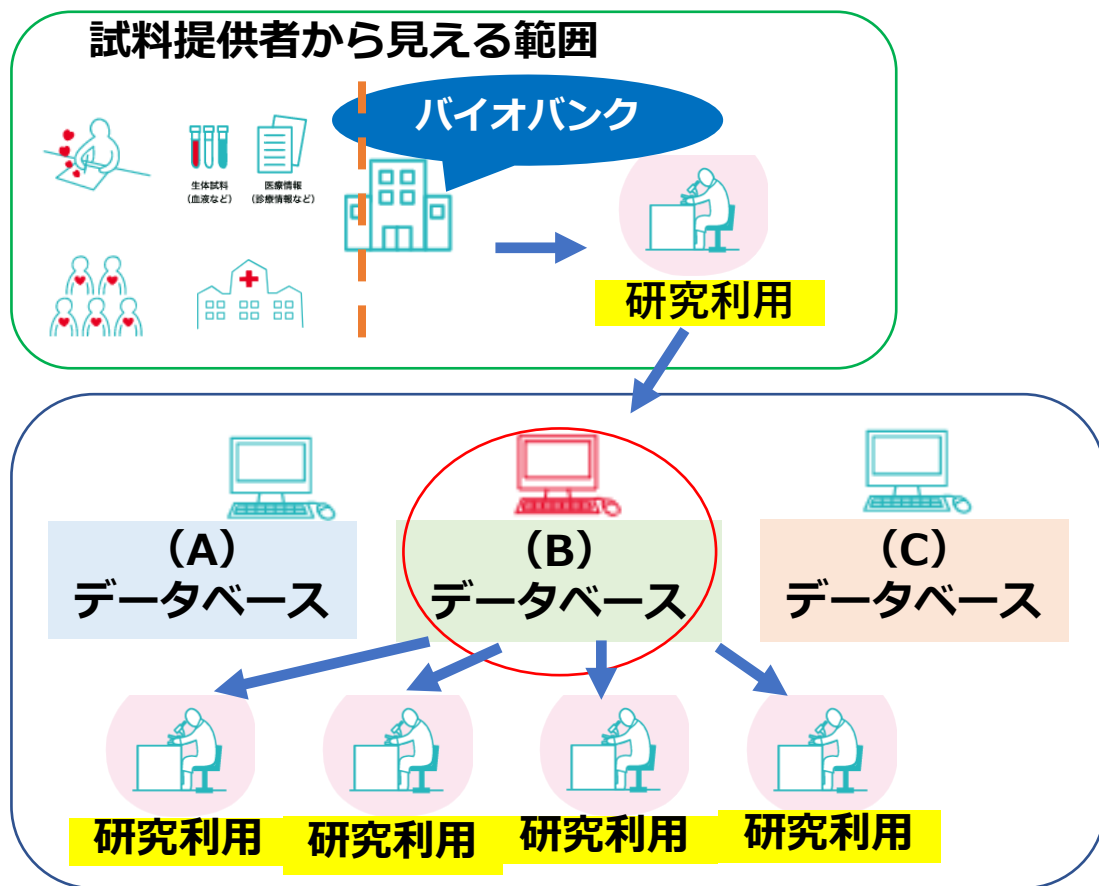 試料提供者から見える範囲
バイオバンク
生体試料
（血液など）
医療情報
（診療情報など）
研究利用
（A）
データベース
（B）
データベース
（C）
データベース
研究利用
研究利用
研究利用
研究利用